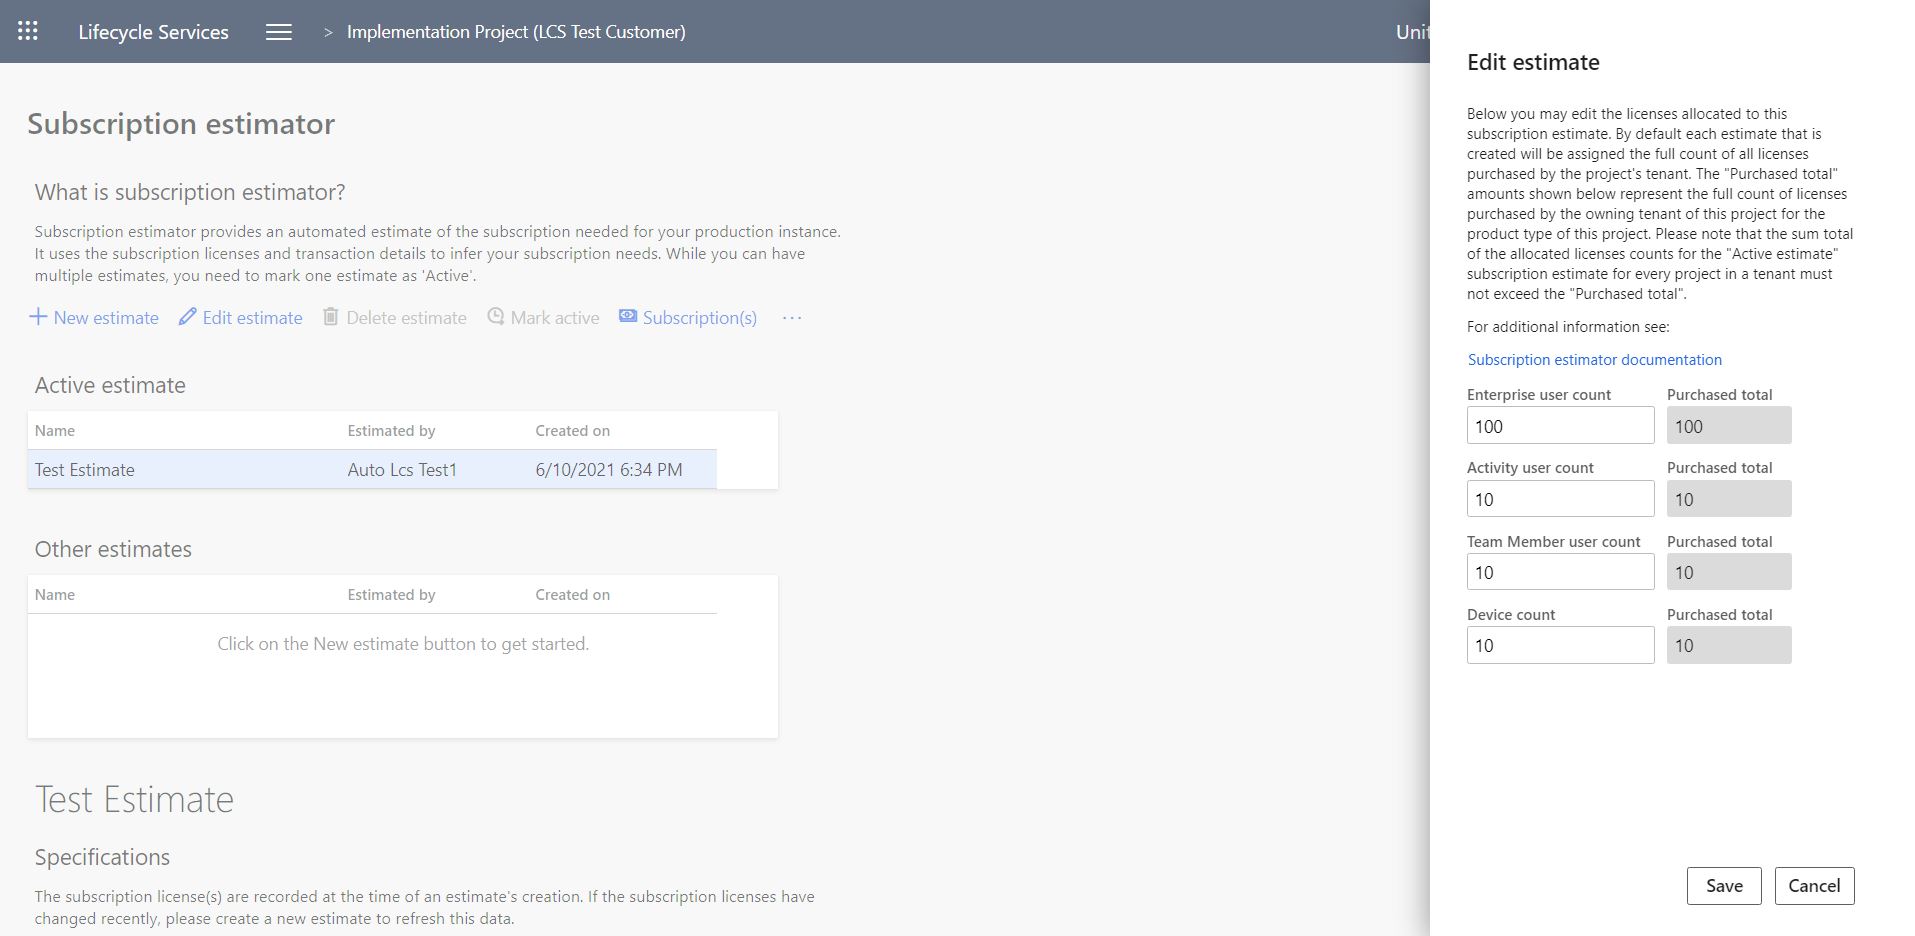 Lifecycle Services
> Implementation Project (LCS Test Customer)
Subscription estimator
What is subscription estimator?
Subscription estimator provides an automated estimate of the subscription needed for your production instance.
It uses the subscription licenses and transaction details to infer your subscription needs. While you can have
multiple estimates, you need to mark one estimate as 'Active'.
New estimate Edit estimate Delete estimate Mark active Subscription(s) ...
Active estimate
Name Estimated by Created on
Test Estimate Auto Lcs Test1 6/10/2021 6:34 PM
Other estimates
Name Estimated by Created on
Click on the New estimate button to get started.
Test Estimate
Specifications
The subscription license(s) are recorded at the time of an estimate's creation. If the subscription licenses have
changed recently, please create a new estimate to refresh this data.
Edit estimate
Below you may edit the licenses allocated to this
subscription estimate. By default each estimate that is
created will be assigned the full count of all licenses
purchased by the project's tenant. The "Purchased total"
amounts shown below represent the full count of licenses
purchased by the owning tenant of this project for the
product type of this project. Please note that the sum total
of the allocated licenses counts for the "Active estimate"
subscription estimate for every project in a tenant must
not exceed the "Purchased total".
For additional information see:
Subscription estimator documentation
Enterprise user count Purchased total
100 100
Activity user count Purchased total
10 10
Team Member user count Purchased total
10 10
Device count Purchased total
10 10
Save Cancel